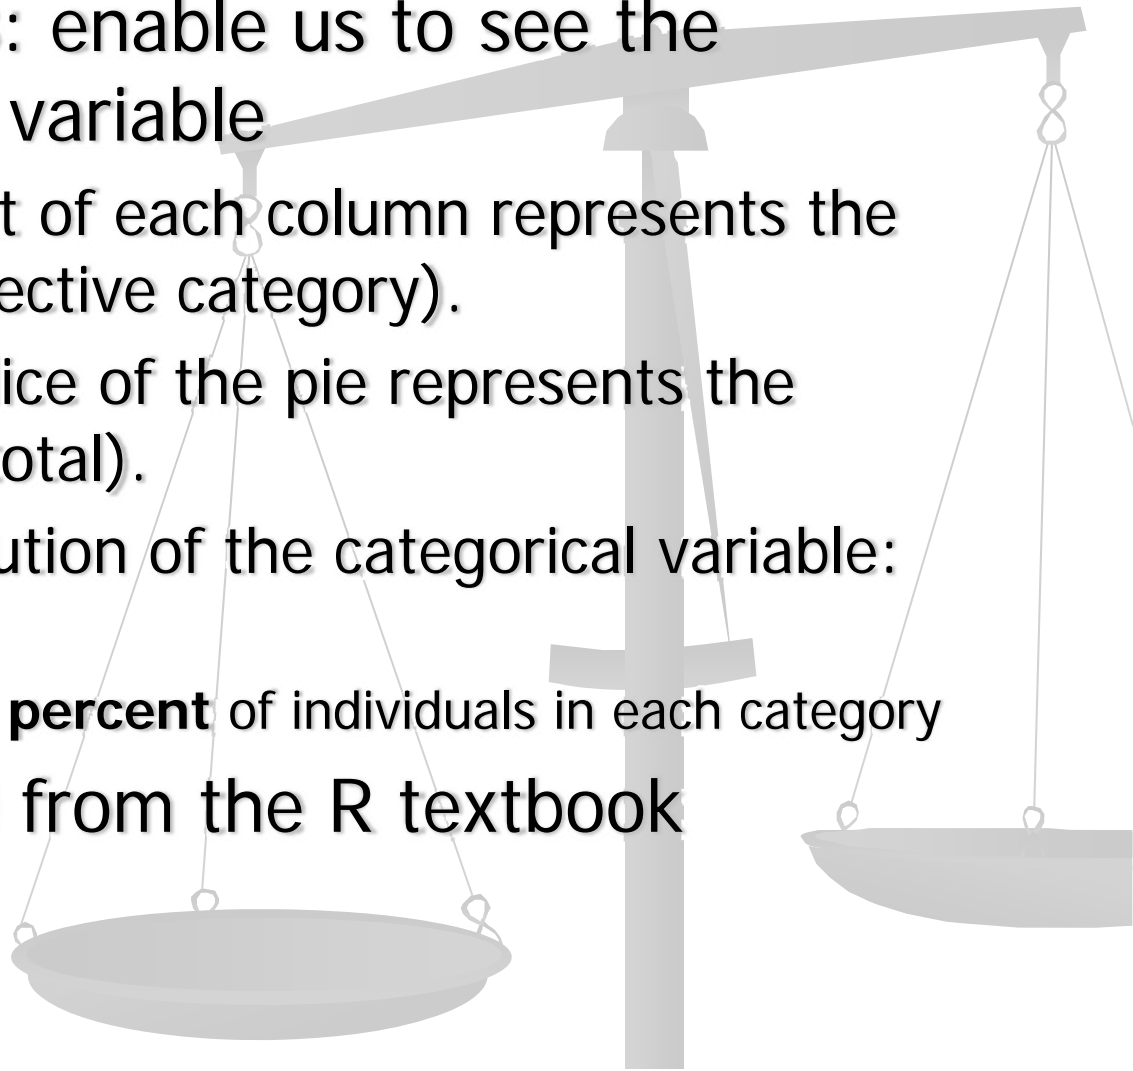 s: enable us to see the
variable
t of each column represents the
ective category).
ice of the pie represents the
otal).
ution of the categorical variable:
percent of individuals in each category
from the R textbook